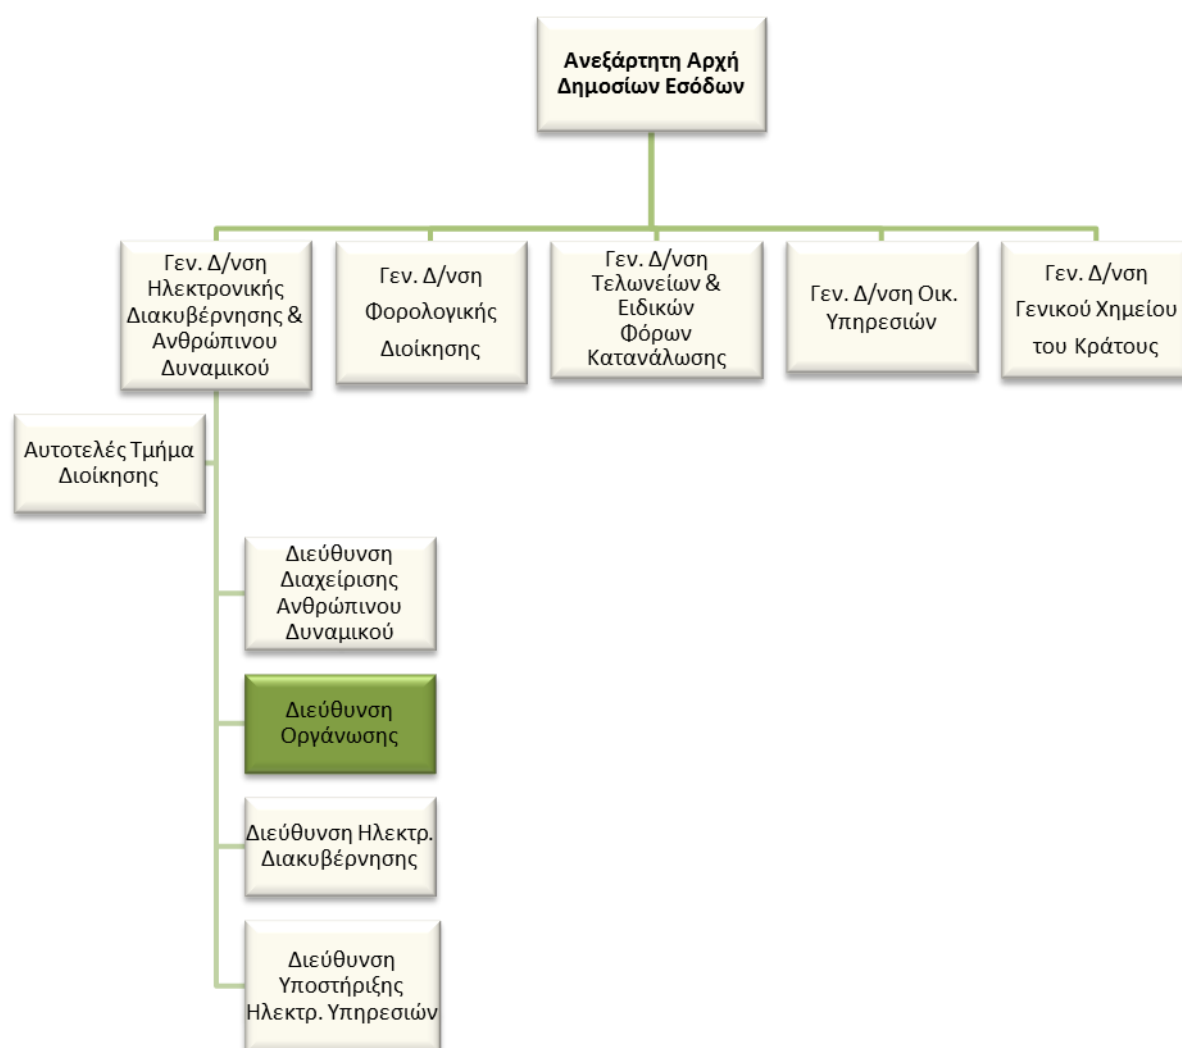 Ανεξάρτητη Αρχή
Δημοσίων Εσόδων
Γεν. Δ/νση
Ηλεκτρονικής
Διακυβέρνησης &
Ανθρώπινου
Δυναμικού
Γεν. Δ/νση
Φορολογικής
Διοίκησης
Γεν. Δ/νση
Τελωνείων &
Ειδικών
Φόρων
Κατανάλωσης
Γεν. Δ/νση Οικ.
Υπηρεσιών
Γεν. Δ/νση
Γενικού Χημείου
του Κράτους
Αυτοτελές Τμήμα
Διοίκησης
Διεύθυνση
Διαχείρισης
Ανθρώπινου
Δυναμικού
Διεύθυνση
Οργάνωσης
Διεύθυνση Ηλεκτρ.
Διακυβέρνησης
Διεύθυνση
Υποστήριξης
Ηλεκτρ. Υπηρεσιών